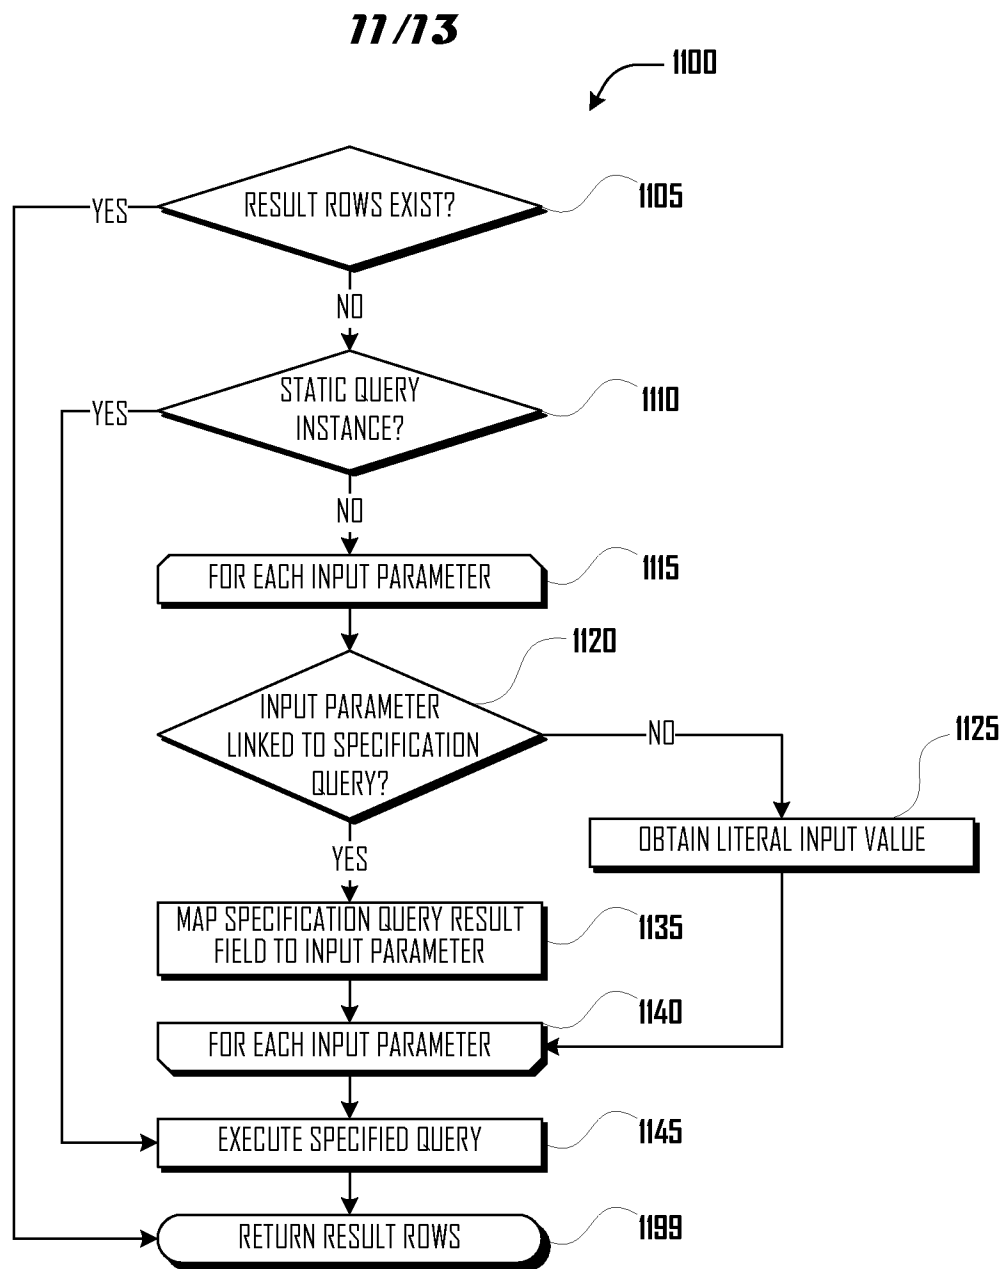 11/13
1100
RESULT ROWS EXIST?
1105
YES
NO
STATIC QUERY
INSTANCE?
1110
YES
NO
FOR EACH INPUT PARAMETER
1115
1120
INPUT PARAMETER
LINKED TO SPECIFICATION
QUERY?
NO
1125
OBTAIN LITERAL INPUT VALUE
YES
MAP SPECIFICATION QUERY RESULT
FIELD TO INPUT PARAMETER
1135
1140
FOR EACH INPUT PARAMETER
EXECUTE SPECIFIED QUERY
1145
RETURN RESULT ROWS
1199